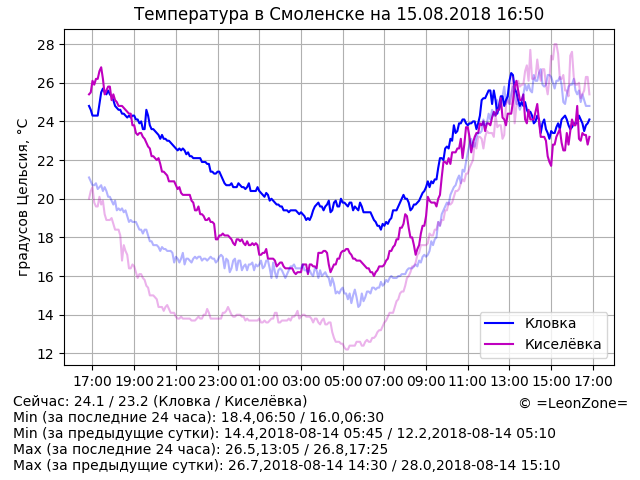 Температура в Смоленске на 15.08.2018 16:50
градусов Цельсия, °C
28
26
24
22
20
18
16
14
12
17:00 19:00 21:00 23:00 01:00 03:00 05:00 07:00 09:00 11:00 13:00 15:00 17:00
Кловка
Киселёвка
Сейчас: 24.1 / 23.2 (Кловка / Киселёвка)
© =LeonZone=
Min (за последние 24 часа): 18.4,06:50 / 16.0,06:30
Min (за предыдущие сутки): 14.4,2018-08-14 05:45 / 12.2,2018-08-14 05:10
Max (за последние 24 часа): 26.5,13:05 / 26.8,17:25
Max (за предыдущие сутки): 26.7,2018-08-14 14:30 / 28.0,2018-08-14 15:10